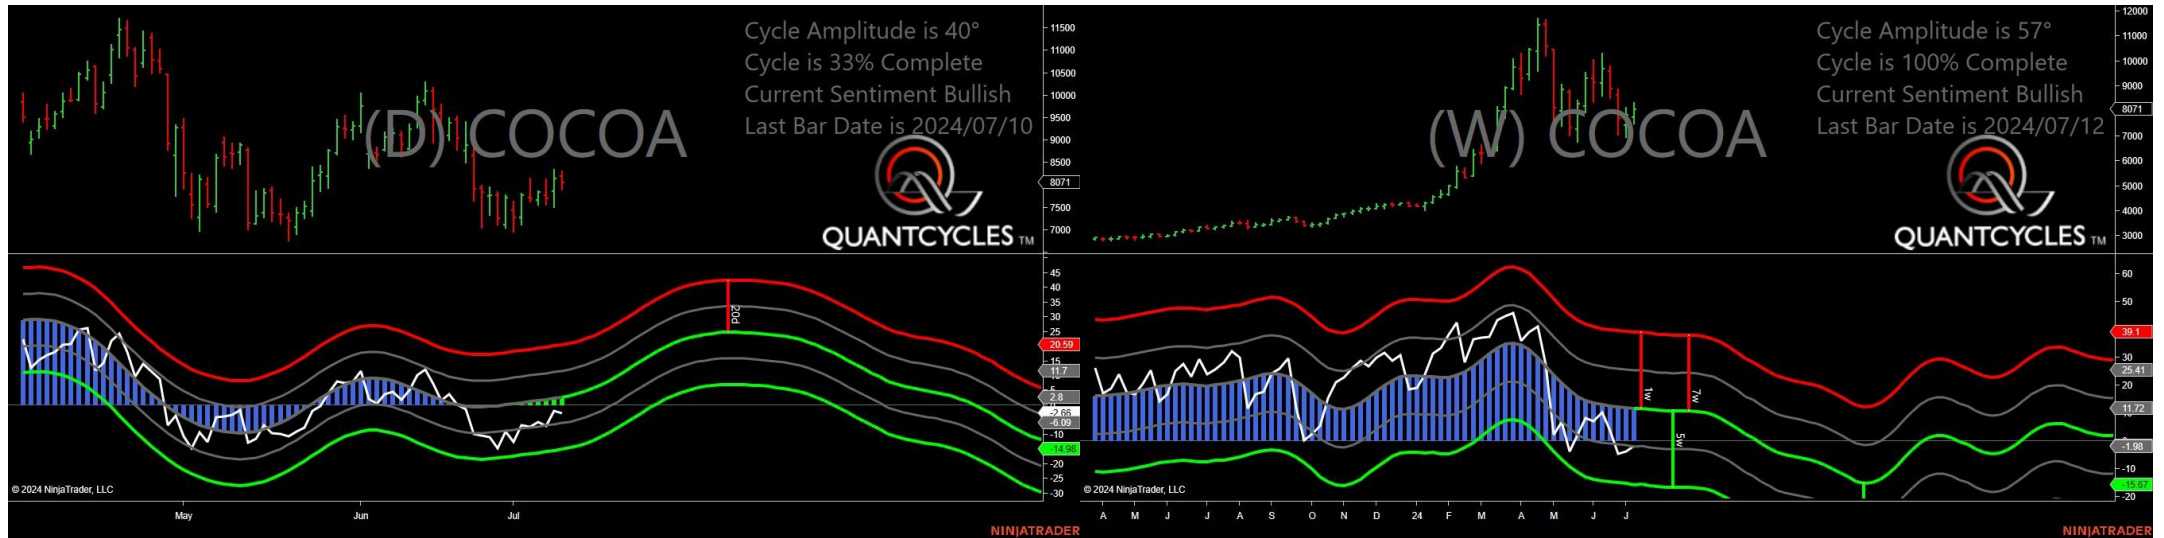 Cycle Amplitude is 40°
Cycle is 33% Complete
Current Sentiment Bullish
Last Bar Date is 2024/07/10
(D) COCOA
QUANTCYCLES TM
11500
11000
10500
10000
9500
9000
8500
8071
7500
7000
45
40
35
30
25
20.59
15
11.7
5
2.8
-2.66
-6.09
-10
-14.98
-20
-25
-30
20d
© 2024 NinjaTrader, LLC
May
Jun
Jul
NINJATRADER
Cycle Amplitude is 57°
Cycle is 100% Complete
Current Sentiment Bullish
Last Bar Date is 2024/07/12
(W) COCOA
QUANTCYCLES TM
12000
11000
10000
9000
8071
7000
6000
5000
4000
3000
60
50
39.1
30
25.41
20
11.72
-1.98
-10
-15.67
-20
1w
7w
5w
© 2024 NinjaTrader, LLC
A M J J A S O N D 24 F M A M J J
NINJATRADER